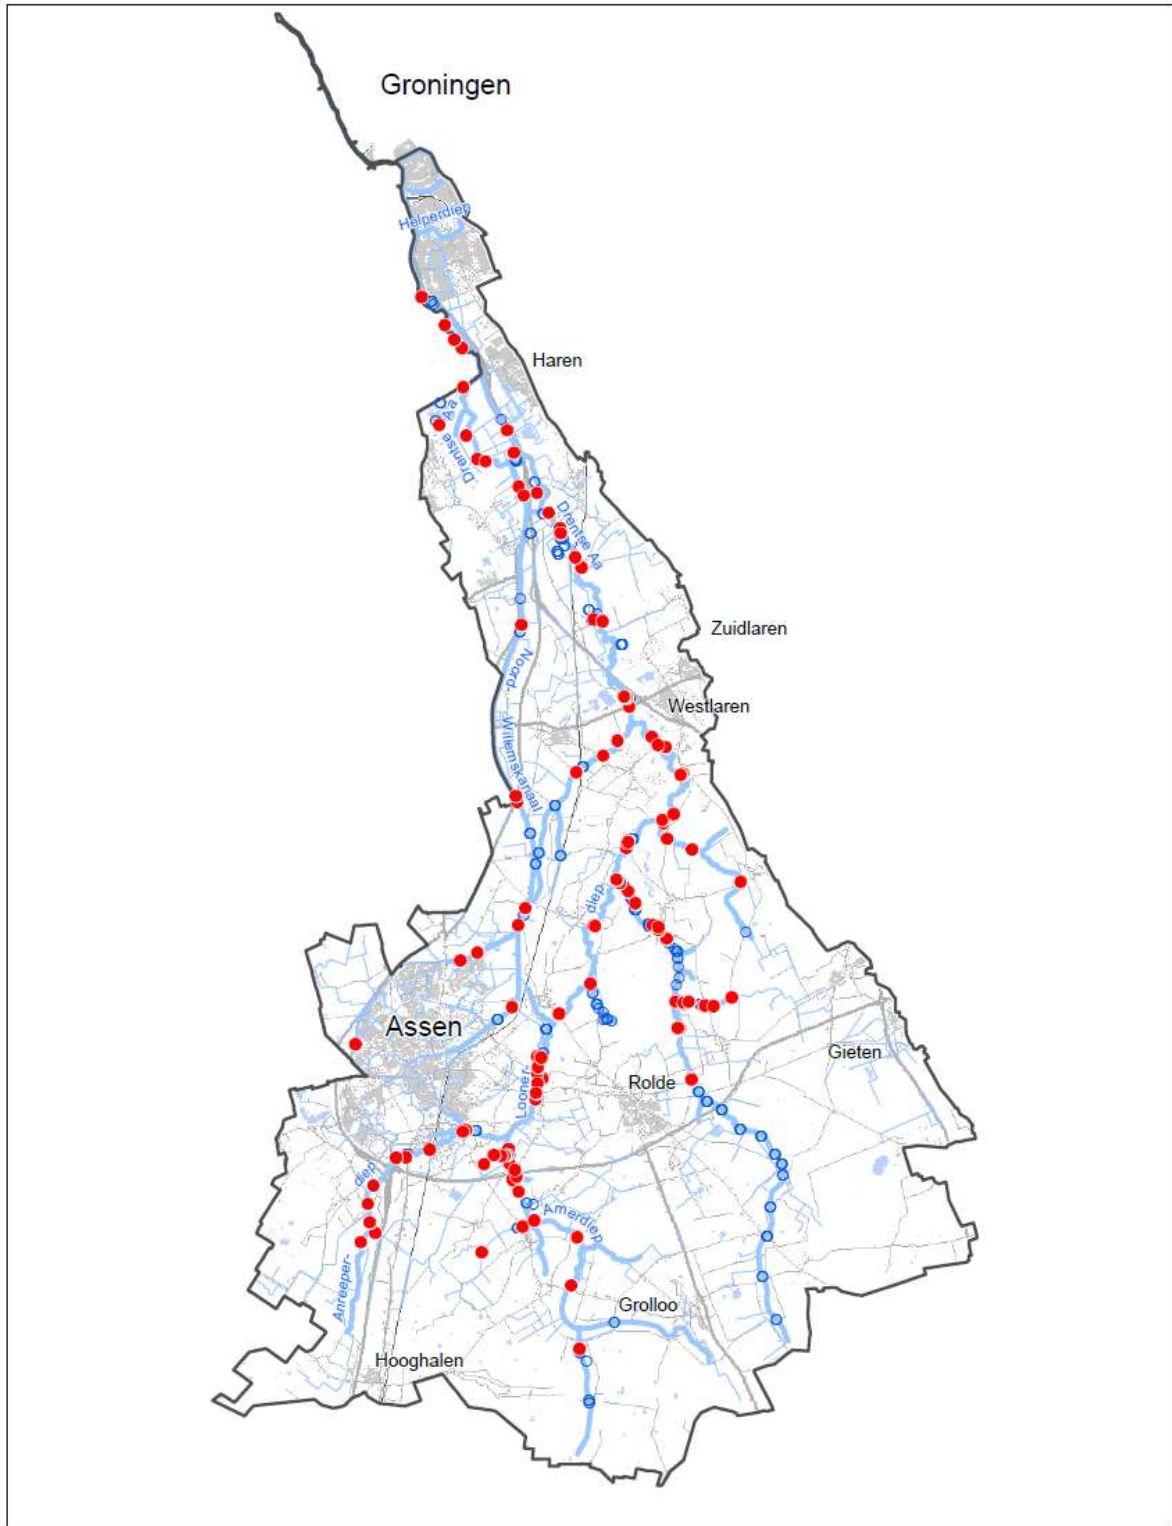 Groningen
Helperdiep
Haren
Drentse Aa
Drentse Aa
Zuidlaren
Noord-
Westlaren
Willemskanaal
diep
Assen
Gieten
Rolde
Looner-
diep
Amerdiep
Anreeper-
Grolloo
Hooghalen